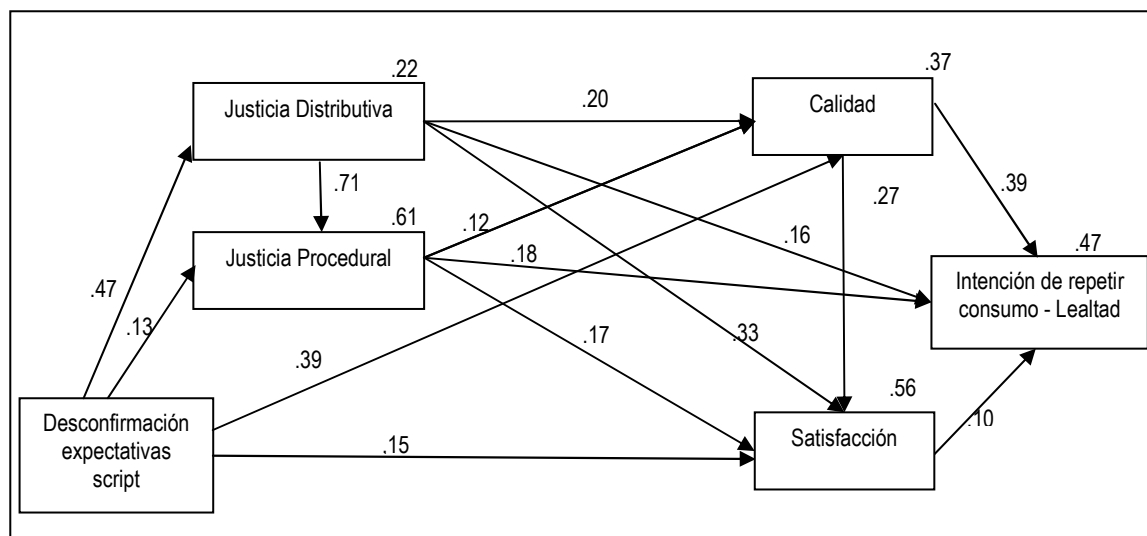 .22
Justicia Distributiva
.20
.37
Calidad
.71
.61
Justicia Procedural
.12
.27
.39
.16
.18
.47
Intención de repetir
consumo - Lealtad
.47
.13
.17
.33
.39
.56
Desconfirmación
expectativas
script
.15
Satisfacción
.10